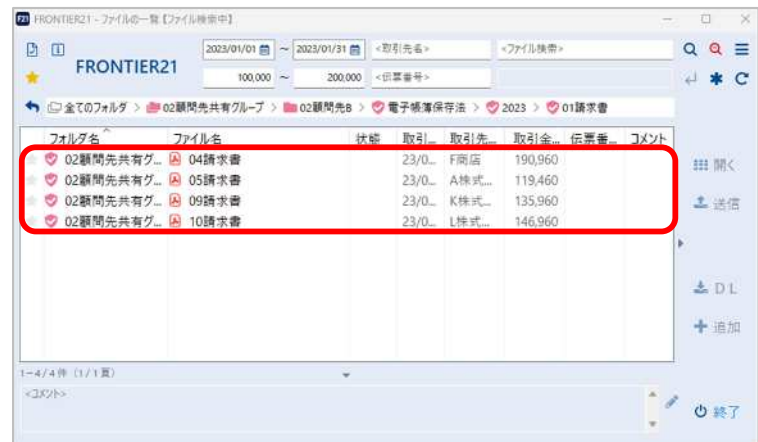 F21 FRONTIER21 - ファイルの一覧【ファイル検索中】
FRONTIER21
2023/01/01 ~ 2023/01/31 <取引先名> <ファイル検索>
100,000 ~ 200,000 <伝票番号>
全てのフォルダ > 02顧問先共有グループ > 02顧問先B > 電子帳簿保存法 > 2023 > 01請求書
フォルダ名 ファイル名 状態 取引... 取引先... 取引金... 伝票番... コメント
02顧問先共有グ... 04請求書 23/0... F商店 190,960
02顧問先共有グ... 05請求書 23/0... A株式... 119,460
02顧問先共有グ... 09請求書 23/0... K株式... 135,960
02顧問先共有グ... 10請求書 23/0... L株式... 146,960
開く
送信
DL
追加
1-4/4件 (1/1頁)
<コメント>
終了